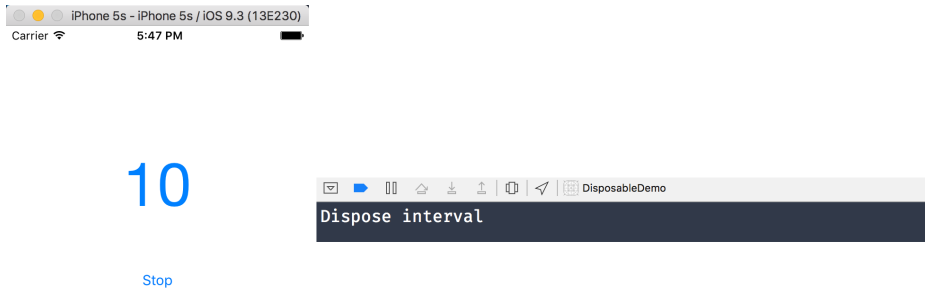 iPhone 5s - iPhone 5s / iOS 9.3 (13E230)
Carrier 5:47 PM
10
Stop
DisposableDemo
Dispose interval